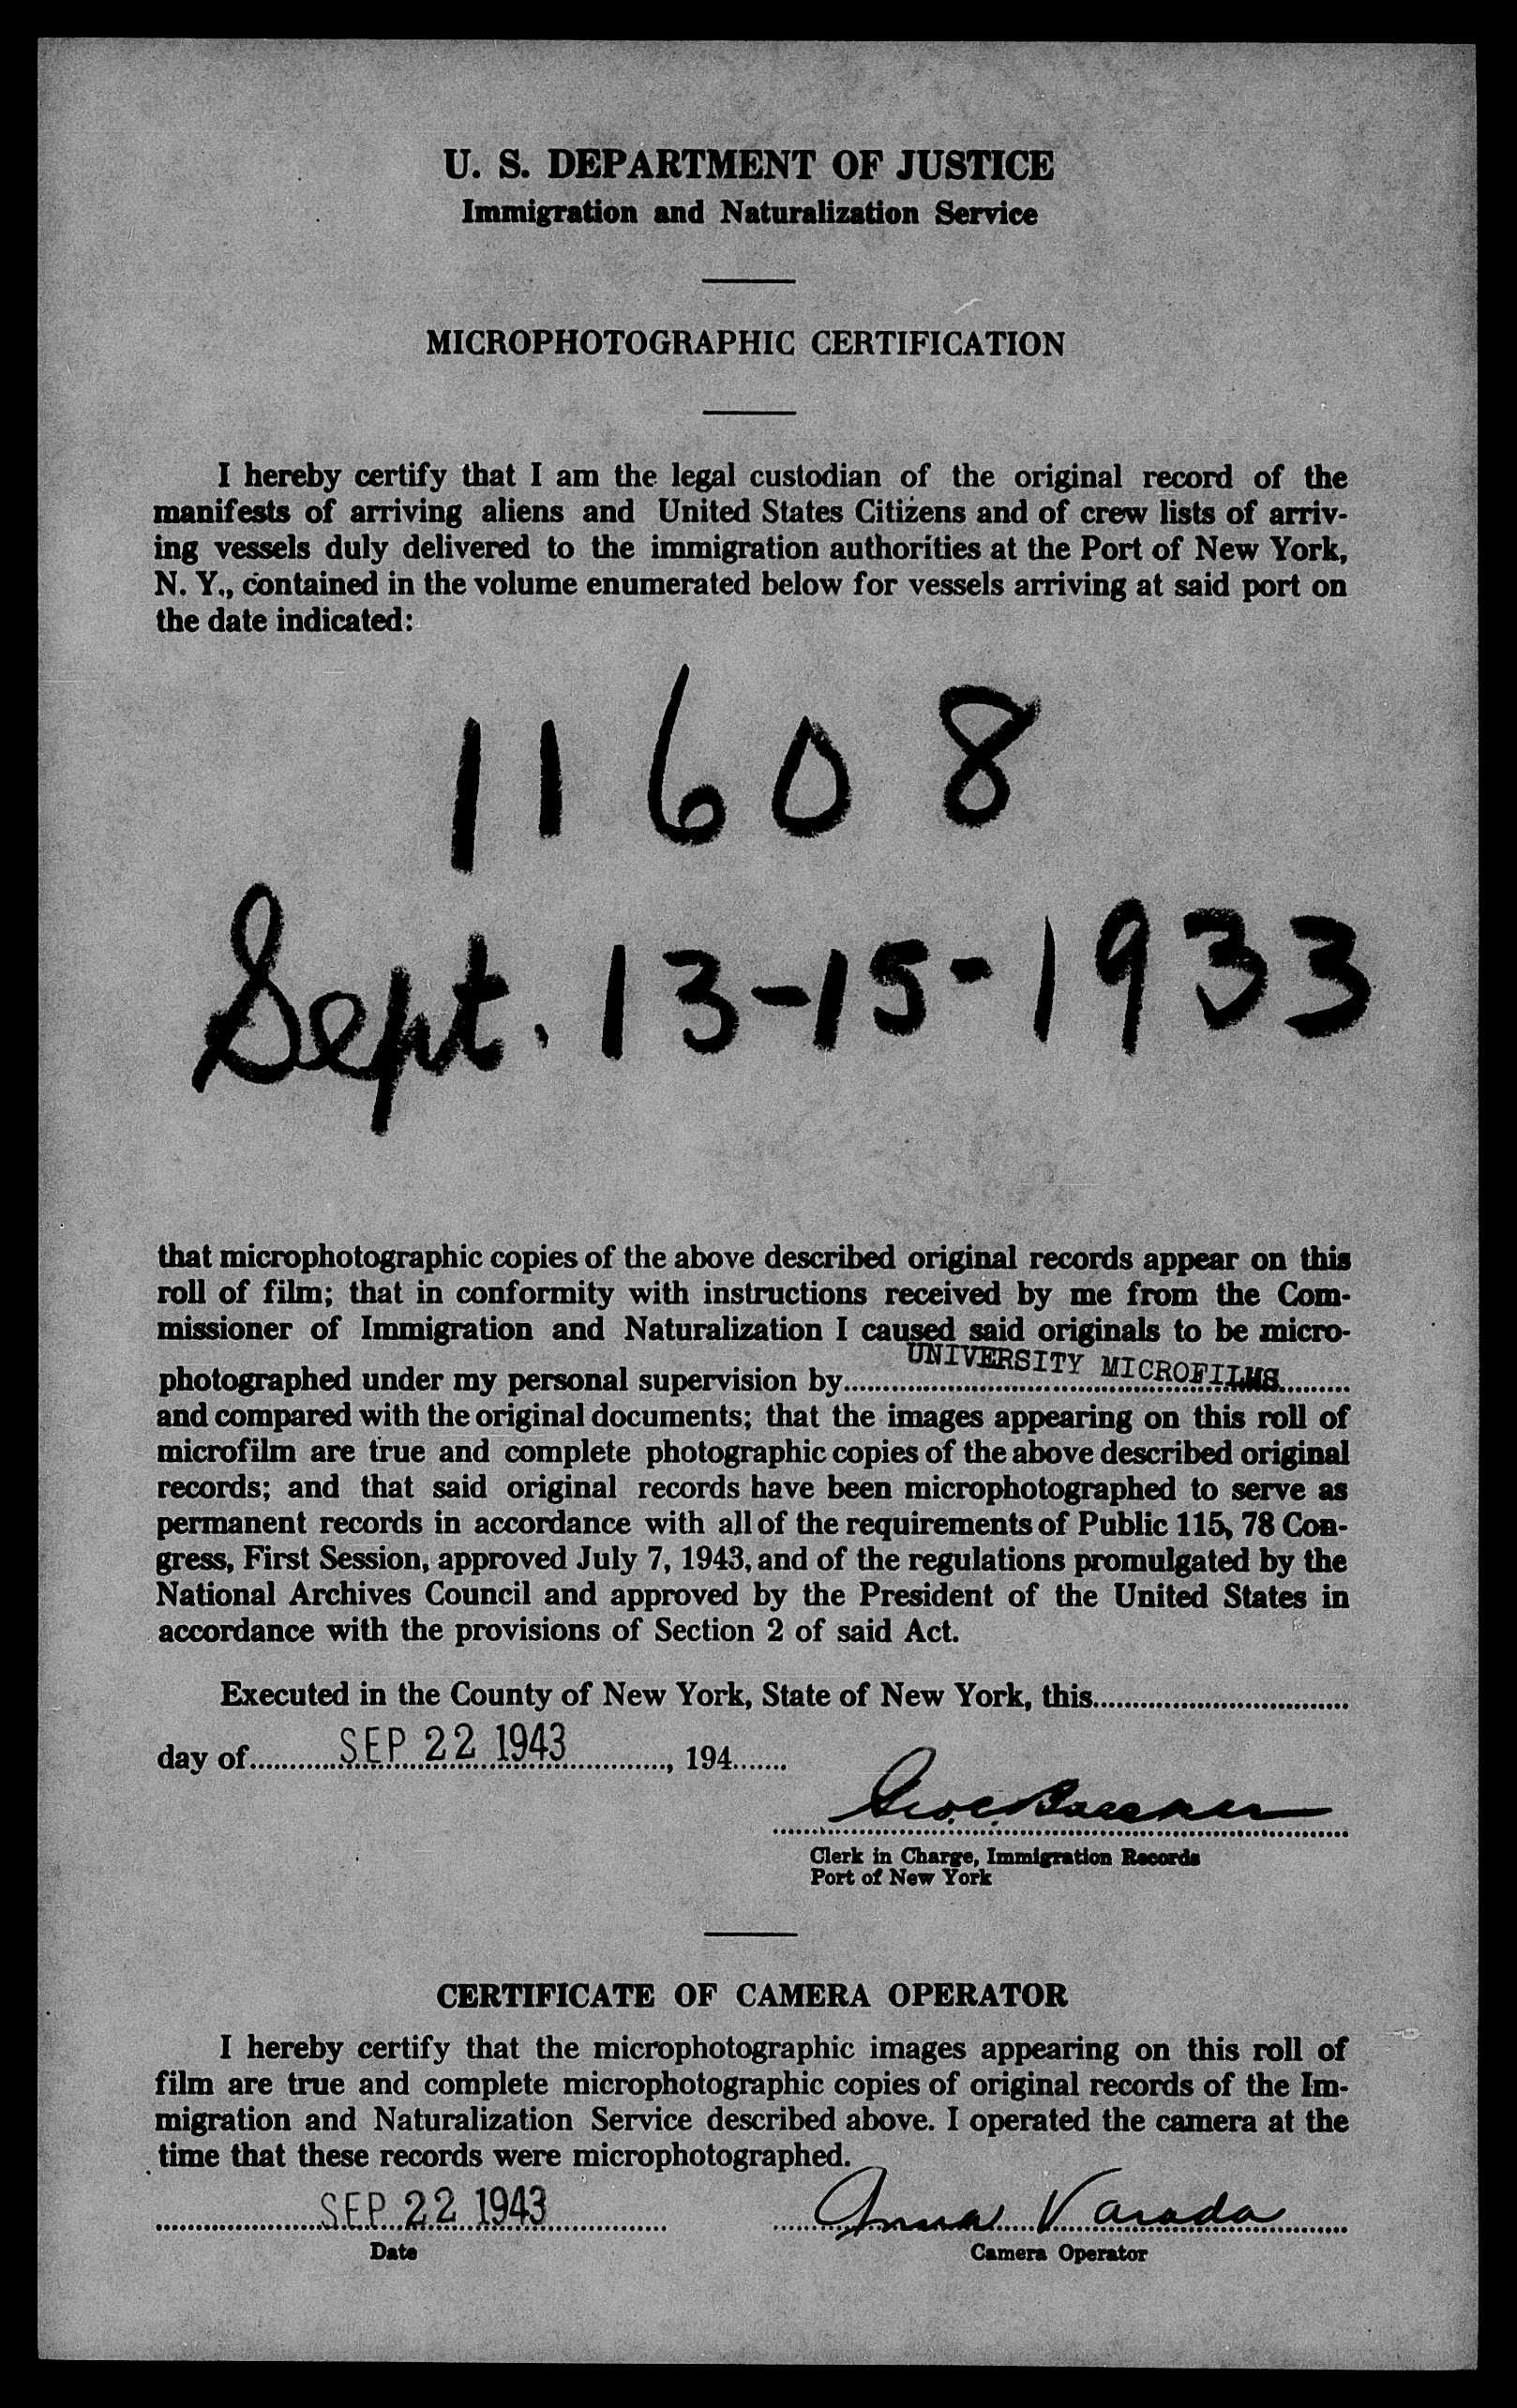 U. S. DEPARTMENT OF JUSTICE
Immigration and Naturalization Service
MICROPHOTOGRAPHIC CERTIFICATION
I hereby certify that I am the legal custodian of the original record of the
manifests of arriving aliens and United States Citizens and of crew lists of arriv-
ing vessels duly delivered to the immigration authorities at the Port of New York,
N. Y., contained in the volume enumerated below for vessels arriving at said port on
the date indicated:
11608
Sept. 13-15-1933
that microphotographic copies of the above described original records appear on this
roll of film; that in conformity with instructions received by me from the Com-
missioner of Immigration and Naturalization I caused said originals to be micro-
photographed under my personal supervision by UNIVERSITY MICROFILMS
and compared with the original documents; that the images appearing on this roll of
microfilm are true and complete photographic copies of the above described original
records; and that said original records have been microphotographed to serve as
permanent records in accordance with all of the requirements of Public 115, 78 Con-
gress, First Session, approved July 7, 1943, and of the regulations promulgated by the
National Archives Council and approved by the President of the United States in
accordance with the provisions of Section 2 of said Act.
Executed in the County of New York, State of New York, this
day of SEP 22 1943, 194
Clerk in Charge, Immigration Records
Port of New York
CERTIFICATE OF CAMERA OPERATOR
I hereby certify that the microphotographic images appearing on this roll of
film are true and complete microphotographic copies of original records of the Im-
migration and Naturalization Service described above. I operated the camera at the
time that these records were microphotographed.
SEP 22 1943 Anna Varada
Date Camera Operator